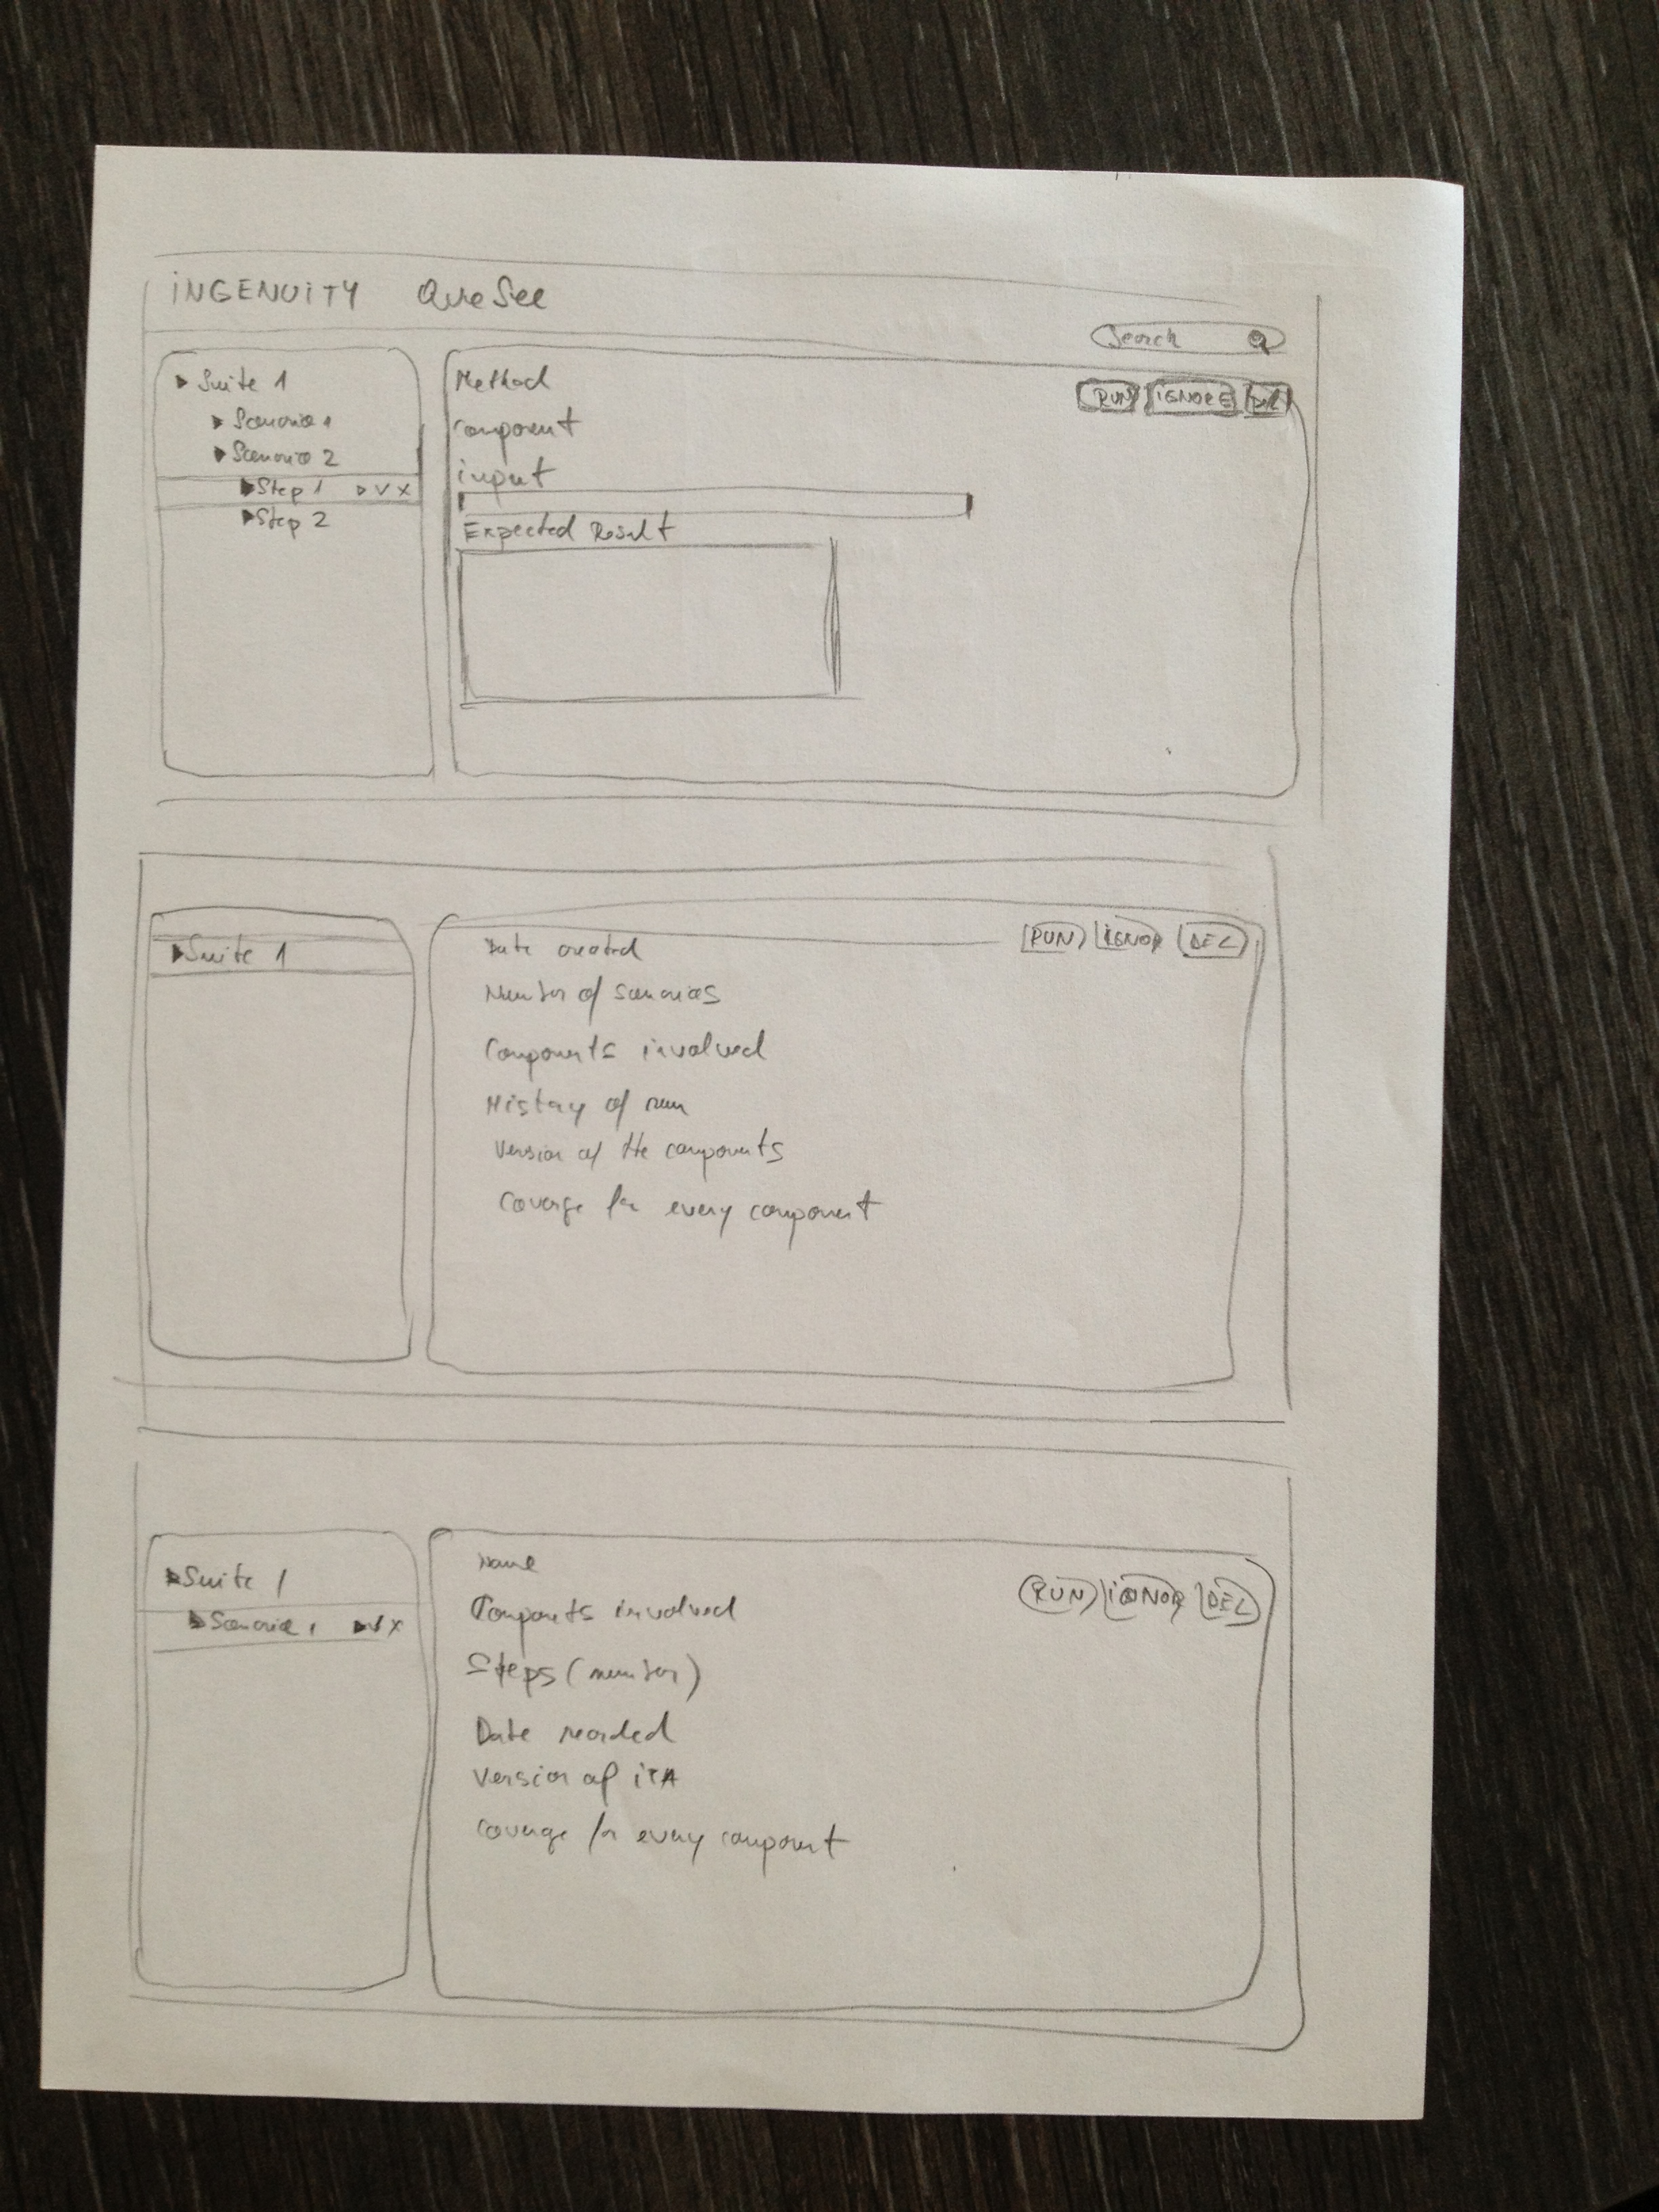 INGENUITY QueSee
Search
▶ Suite 1
▶ Scenario 1
▶ Scenario 2
▶ Step 1 ▷ V X
▶ Step 2
Method
RUN IGNORE DEL
component
input
Expected Result
▶ Suite 1
Date created
RUN IGNOR DEL
Number of scenarios
Components involved
History of run
Version of the components
Coverge for every component
▶ Suite 1
▶ Scenario 1 ▶ V X
Name
RUN IGNOR DEL
Components involved
Steps (number)
Date recorded
Version of
Coverge for every component